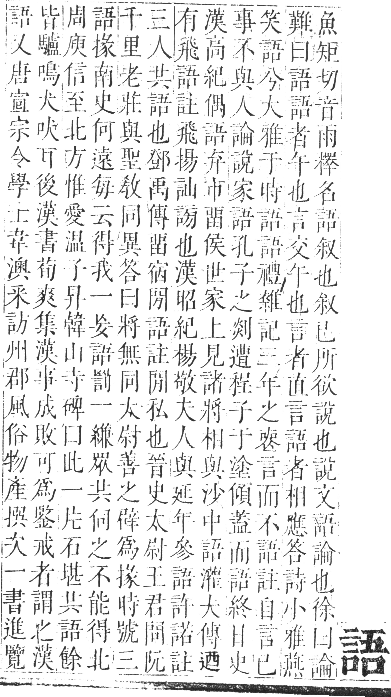 語
魚矩切音雨釋名語叙也叙己所欲說也說文語論也徐曰論
難曰語語者午也言交午也言者直言語者相應答詩小雅燕
笑語兮大雅于時語語禮雜記三年之喪言而不語註自言己
事不與人論說家語孔子之郯遭程子于塗傾蓋而語終日史
漢高紀偶語弃市留侯世家上見諸將相與沙中語灌夫傳迺
有飛語註飛揚訕謗也漢昭紀楊敞夫人與延年參語許諾註
三人共語也鄧禹傳留宿閒語註閒私也晉史太尉王君問阮
千里老莊與聖教同異答曰將無同太尉善之辟爲掾時號三
語掾南史何遠每云得我一妄語罰一縑眾共伺之不能得北
周庾信至北方惟愛温子昇韓山寺碑曰此一片石堪共語餘
皆驢鳴犬吠耳後漢書荀爽集漢事成敗可爲鑒戒者謂之漢
語又唐宣宗令學士韋澳采訪州郡風俗物產撰次一書進覽